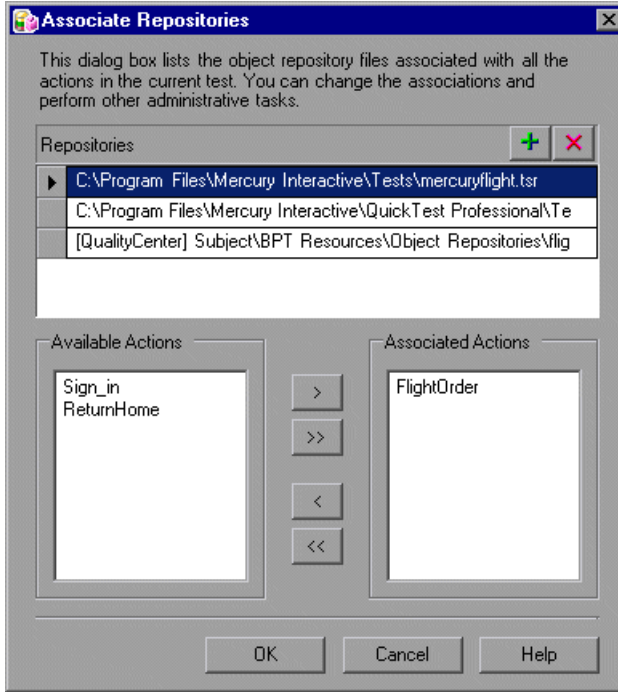 Associate Repositories
This dialog box lists the object repository files associated with all the
actions in the current test. You can change the associations and
perform other administrative tasks.
Repositories
C:\Program Files\Mercury Interactive\Tests\mercuryflight.tsr
C:\Program Files\Mercury Interactive\QuickTest Professional\Te
[QualityCenter] Subject\BPT Resources\Object Repositories\flig
Available Actions
Associated Actions
Sign_in
ReturnHome
FlightOrder
>
>>
<
<<
OK
Cancel
Help